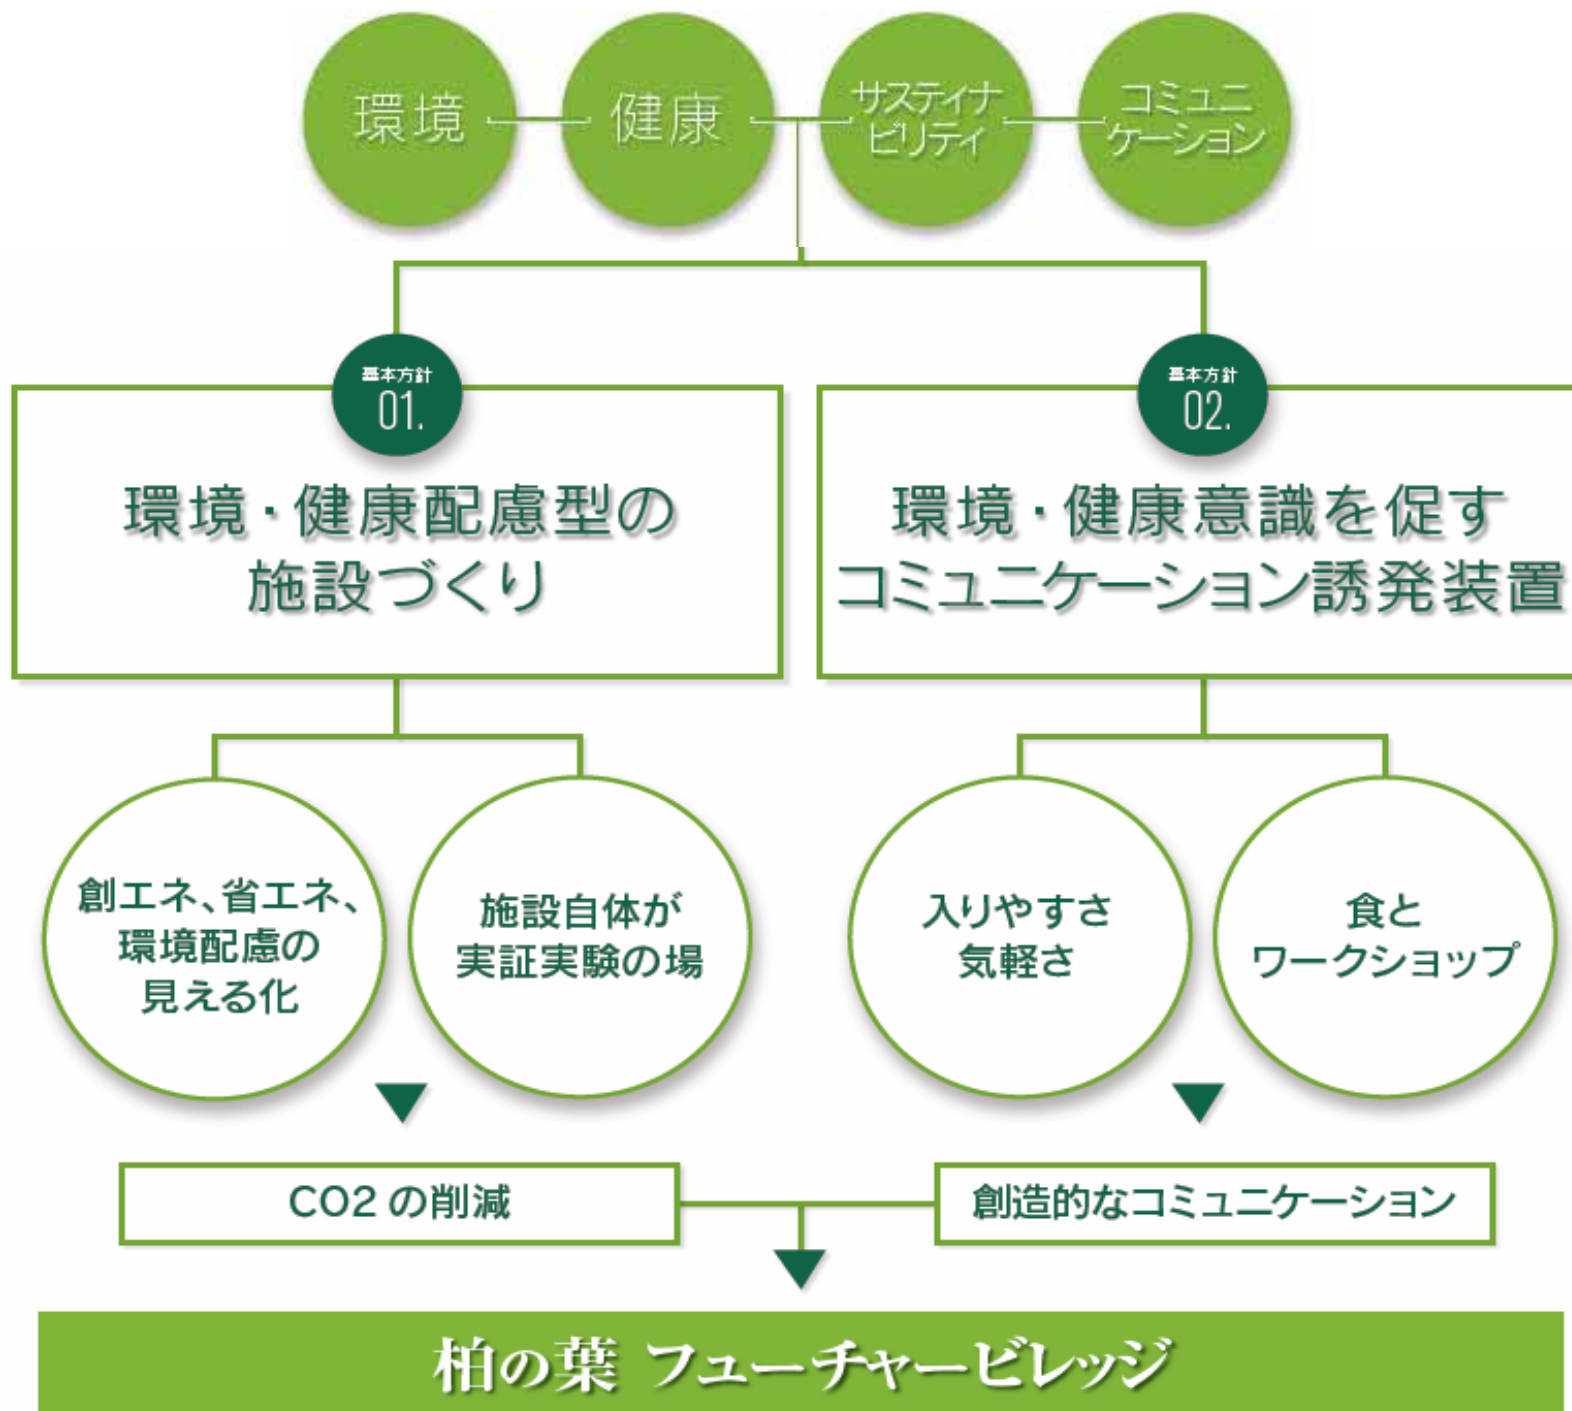 環境
健康
サスティナ
ビリティ
コミュニ
ケーション
基本方針
01.
環境・健康配慮型の
施設づくり
基本方針
02.
環境・健康意識を促す
コミュニケーション誘発装置
創エネ、省エネ、
環境配慮の
見える化
施設自体が
実証実験の場
入りやすさ
気軽さ
食と
ワークショップ
CO2 の削減
創造的なコミュニケーション
柏の葉 フューチャービレッジ